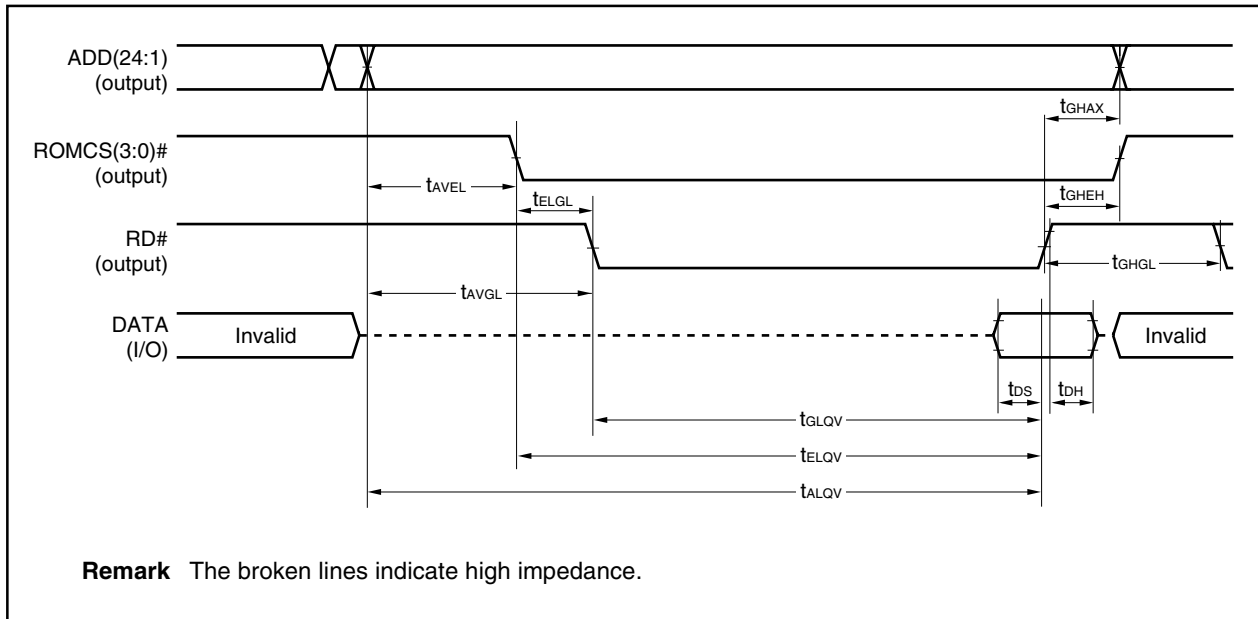 ADD(24:1)
(output)
tGHAX
ROMCS(3:0)#
(output)
tAVEL
tELGL
tGHEH
RD#
(output)
tGHGL
tAVGL
DATA
(I/O)
Invalid
Invalid
tDS
tDH
tGLQV
tELQV
tALQV
Remark The broken lines indicate high impedance.